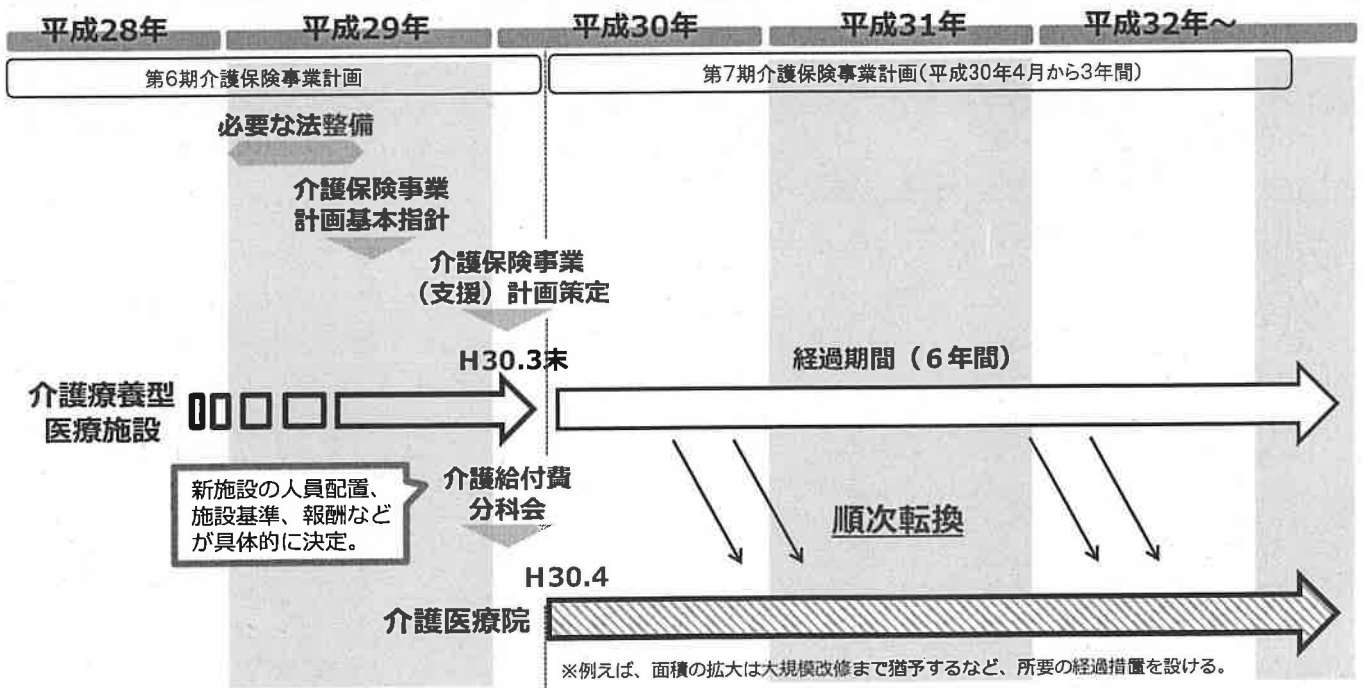 平成28年
平成29年
平成30年
平成31年
平成32年～
第6期介護保険事業計画
第7期介護保険事業計画（平成30年4月から3年間）
必要な法整備
介護保険事業
計画基本指針
介護保険事業
（支援）計画策定
H30.3末
経過期間（6年間）
介護療養型
医療施設
新施設の人員配置、
施設基準、報酬など
が具体的に決定。
介護給付費
分科会
順次転換
H30.4
介護医療院
※例えば、面積の拡大は大規模改修まで猶予するなど、所要の経過措置を設ける。